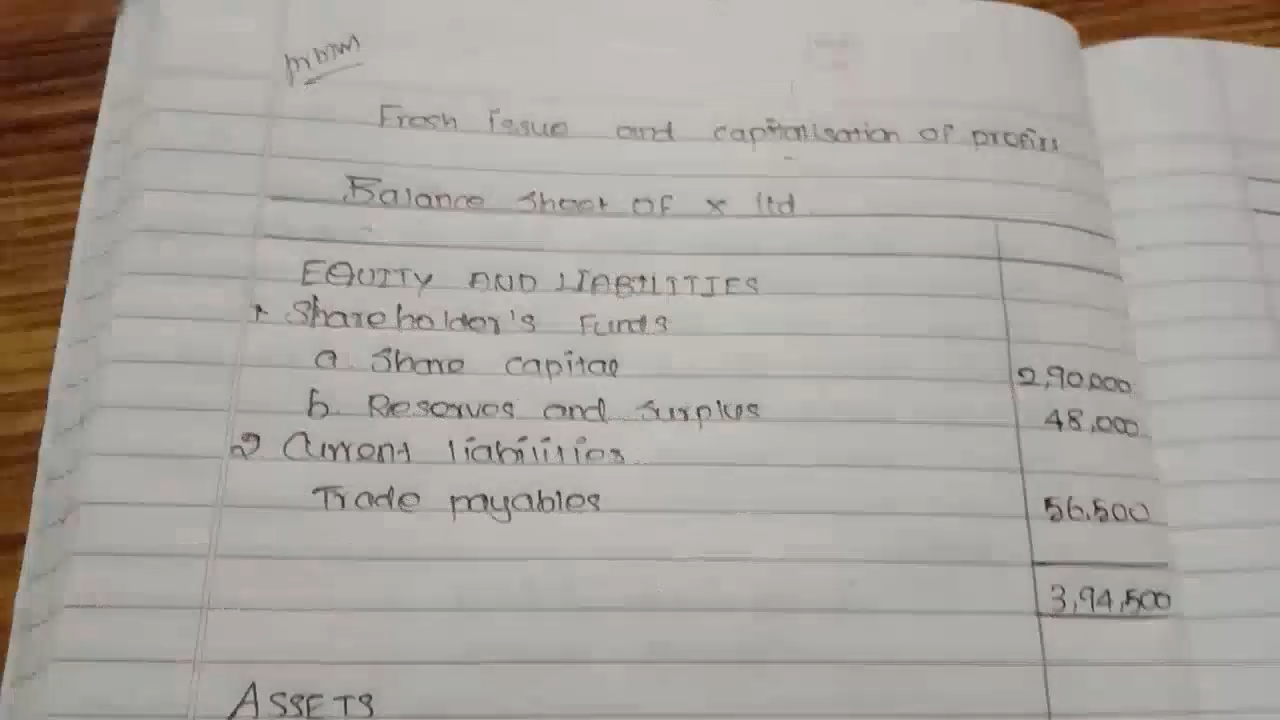 Fresh issue and capitalisation of profits
Balance Sheet of x ltd
EQUITY AND LIABILITIES
1 Shareholder's Funds
a. Share capital 2,90,000
b. Reserves and surplus 48,000
2 Current liabilities
Trade payables 56,500
3,94,500
ASSETS